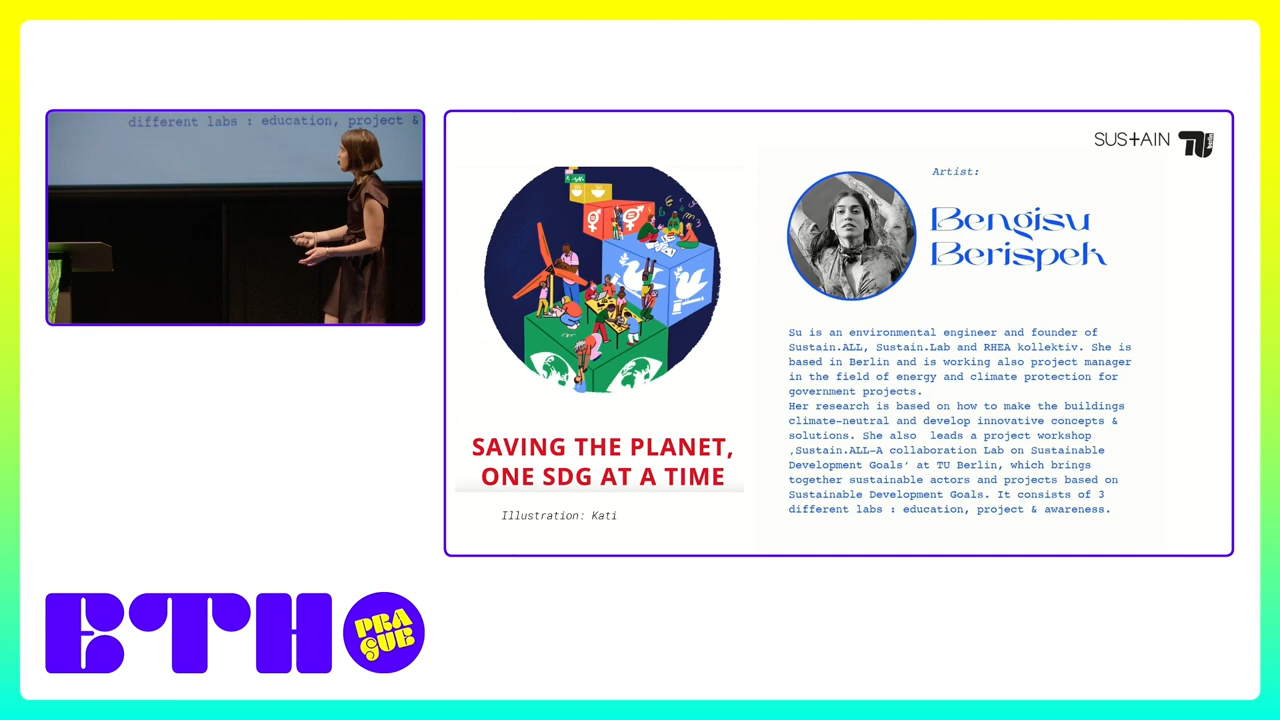 different labs : education, project &
SUSTAIN TU berlin
SAVING THE PLANET,
ONE SDG AT A TIME
Illustration: Kati
Artist:
Bengisu
Berispek
Su is an environmental engineer and founder of
Sustain.ALL, Sustain.Lab and RHEA kollektiv. She is
based in Berlin and is working also project manager
in the field of energy and climate protection for
government projects.
Her research is based on how to make the buildings
climate-neutral and develop innovative concepts &
solutions. She also leads a project workshop
‚Sustain.ALL-A collaboration Lab on Sustainable
Development Goals‘ at TU Berlin, which brings
together sustainable actors and projects based on
Sustainable Development Goals. It consists of 3
different labs : education, project & awareness.
ETH
PRA
GUE